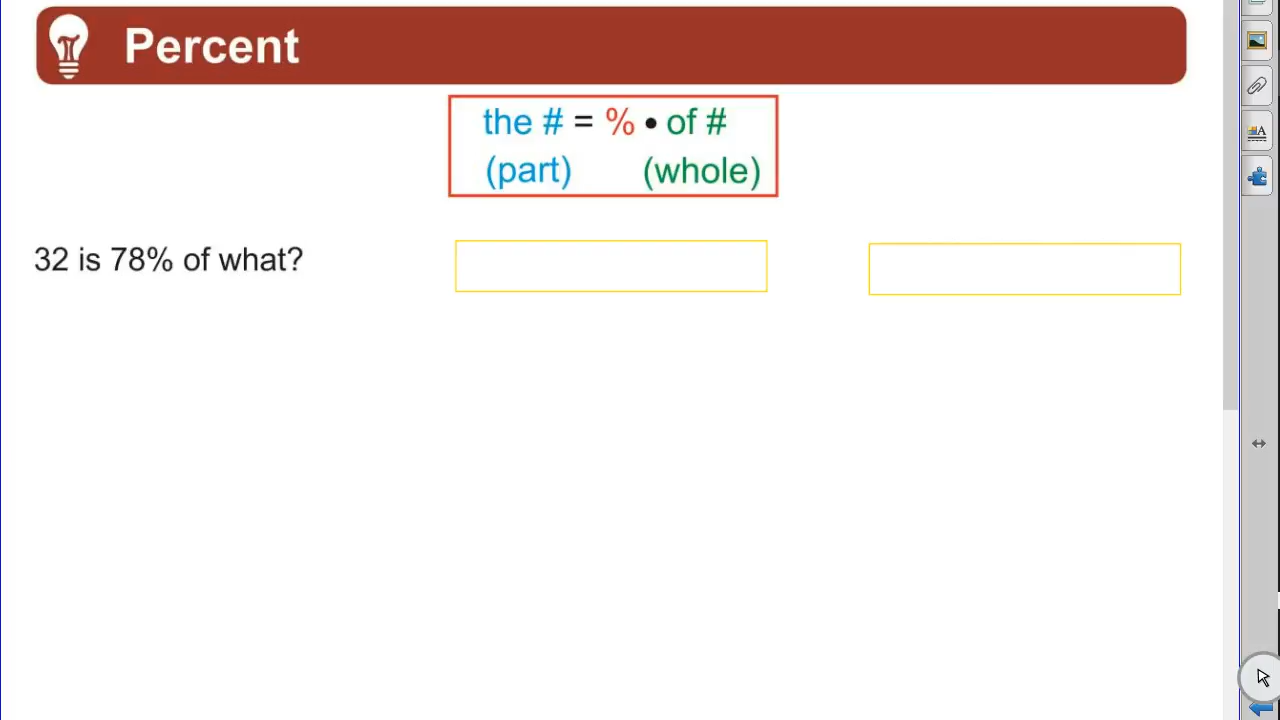 Percent
the # = % • of #
(part) (whole)
32 is 78% of what?